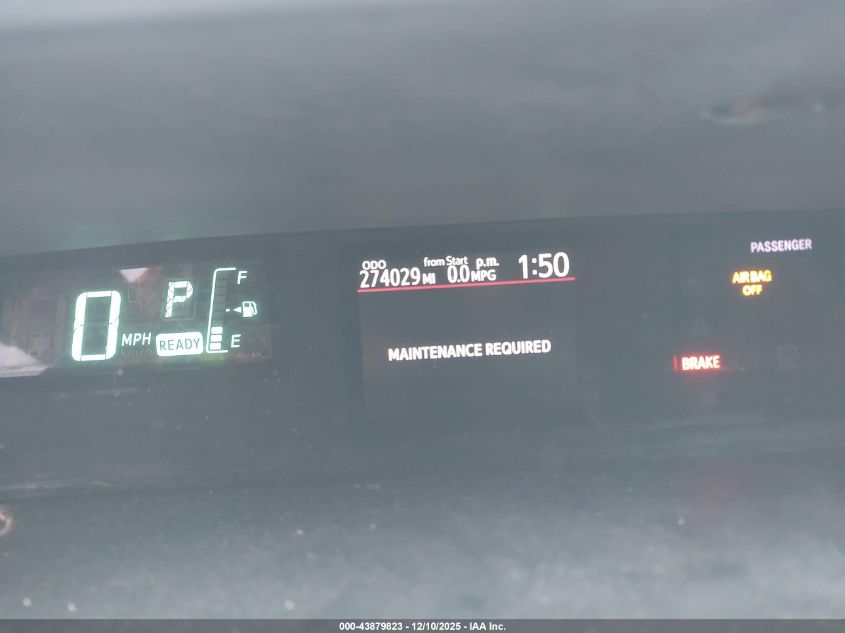 PASSENGER
AIR BAG
OFF
ODO from Start p.m.
274029 MI 0.0 MPG 1:50
F
P
0 MPH READY E
MAINTENANCE REQUIRED
BRAKE
000-43879823 - 12/10/2025 - IAA Inc.